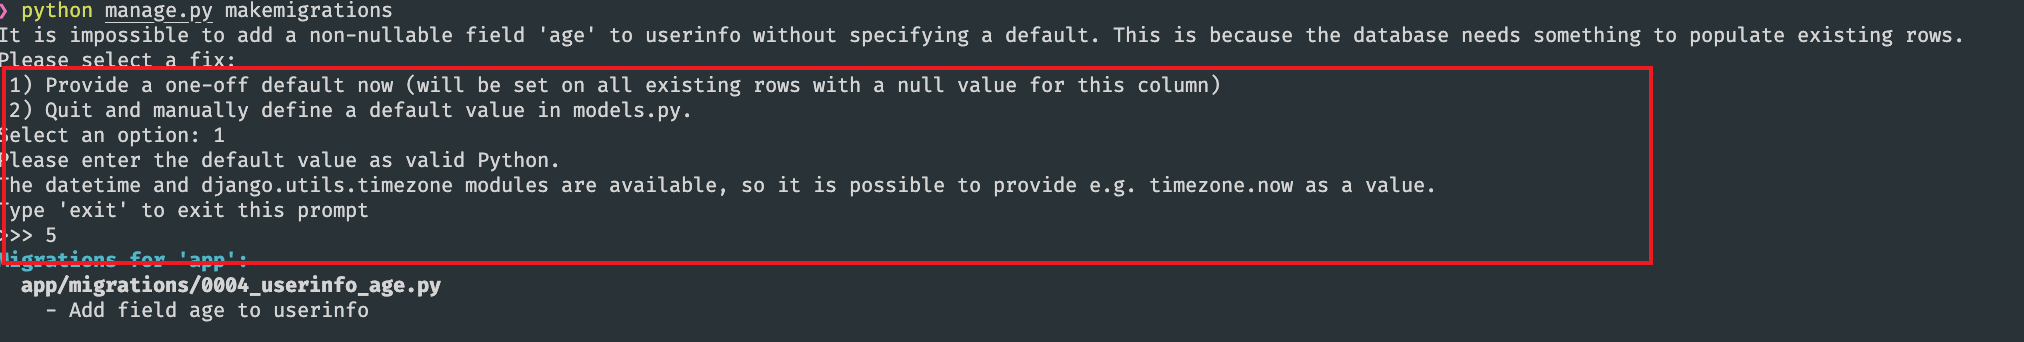 ❯ python manage.py makemigrations
It is impossible to add a non-nullable field 'age' to userinfo without specifying a default. This is because the database needs something to populate existing rows.
Please select a fix:
1) Provide a one-off default now (will be set on all existing rows with a null value for this column)
2) Quit and manually define a default value in models.py.
Select an option: 1
Please enter the default value as valid Python.
The datetime and django.utils.timezone modules are available, so it is possible to provide e.g. timezone.now as a value.
Type 'exit' to exit this prompt
>>> 5
Migrations for 'app':
app/migrations/0004_userinfo_age.py
- Add field age to userinfo